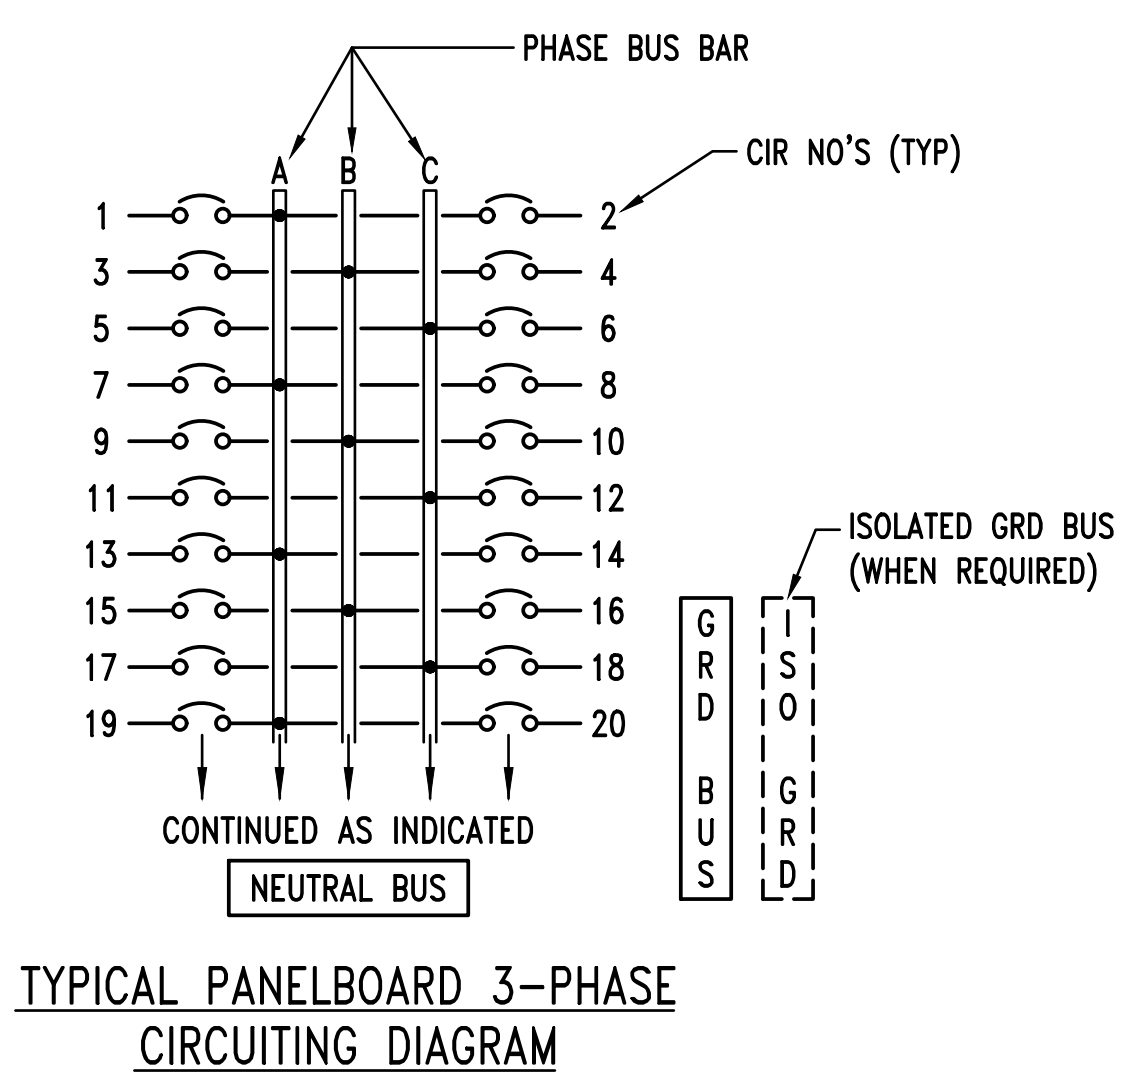 PHASE BUS BAR
CIR NO'S (TYP)
A B C
1 2
3 4
5 6
7 8
9 10
11 12
13 14
15 16
17 18
19 20
ISOLATED GRD BUS
(WHEN REQUIRED)
GRD BUS
ISO GRD
CONTINUED AS INDICATED
NEUTRAL BUS
TYPICAL PANELBOARD 3-PHASE
CIRCUITING DIAGRAM